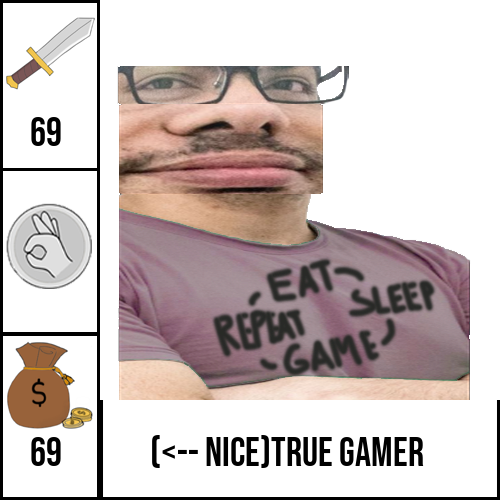 69
$
69
EAT
SLEEP
GAME
REPEAT
(<-- NICE)TRUE GAMER